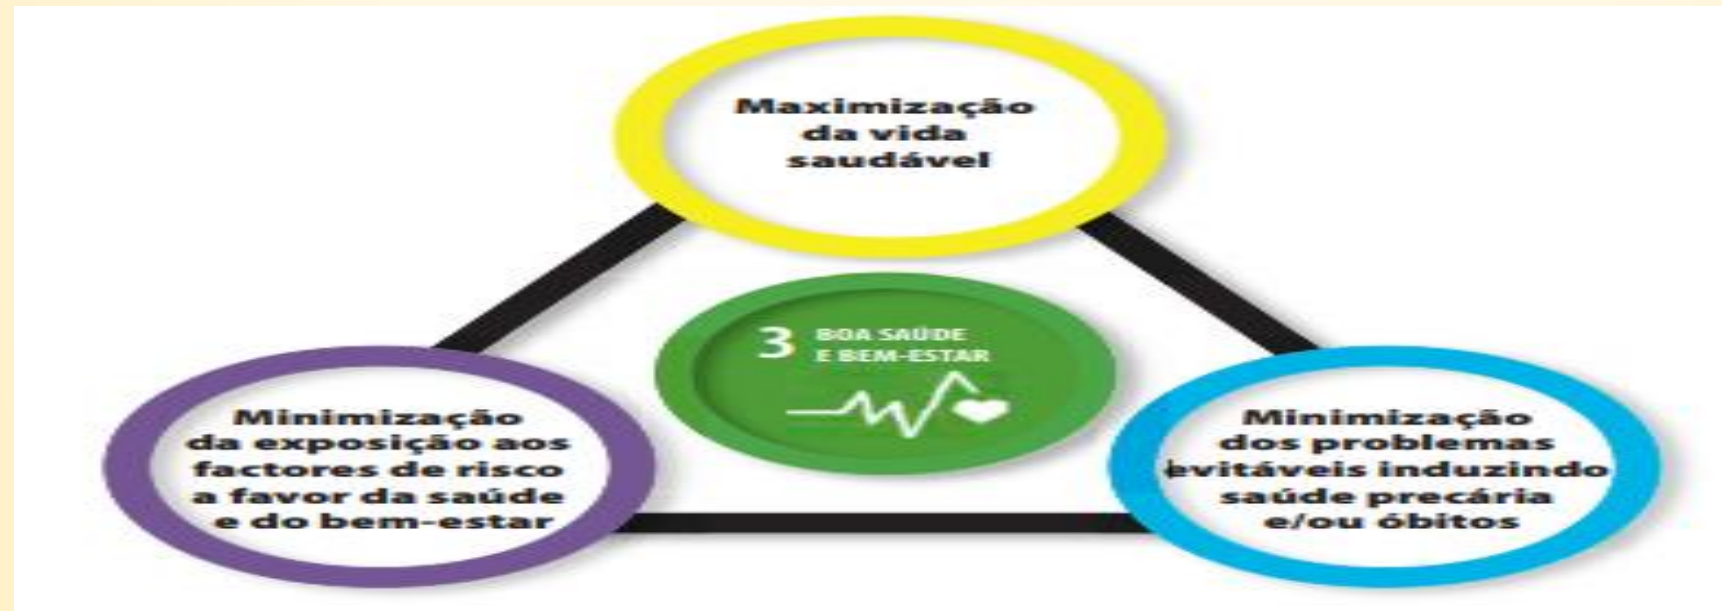 Maximização
da vida
saudável
3 BOA SAÚDE
E BEM-ESTAR
Minimização
da exposição aos
factores de risco
a favor da saúde
e do bem-estar
Minimização
dos problemas
evitáveis induzindo
saúde precária
e/ou óbitos